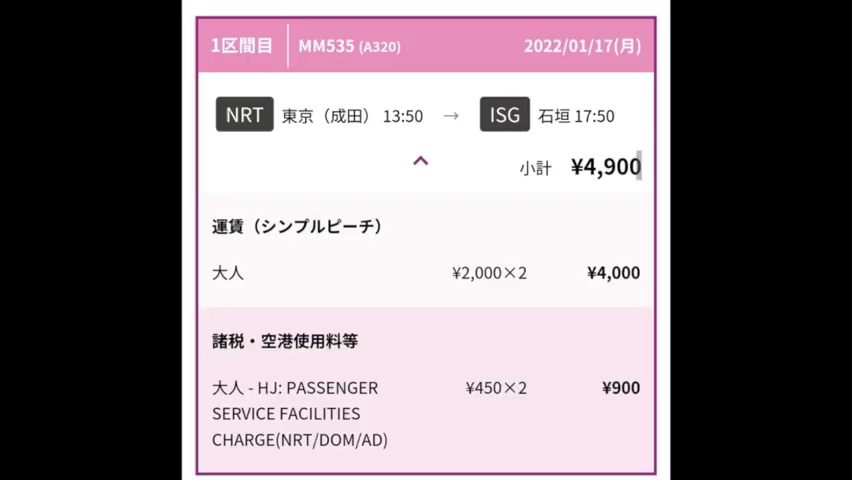 1区間目 MM535 (A320) 2022/01/17(月)
NRT 東京（成田） 13:50 → ISG 石垣 17:50
小計 ¥4,900
運賃（シンプルピーチ）
大人 ¥2,000×2 ¥4,000
諸税・空港使用料等
大人 - HJ: PASSENGER ¥450×2 ¥900
SERVICE FACILITIES
CHARGE(NRT/DOM/AD)